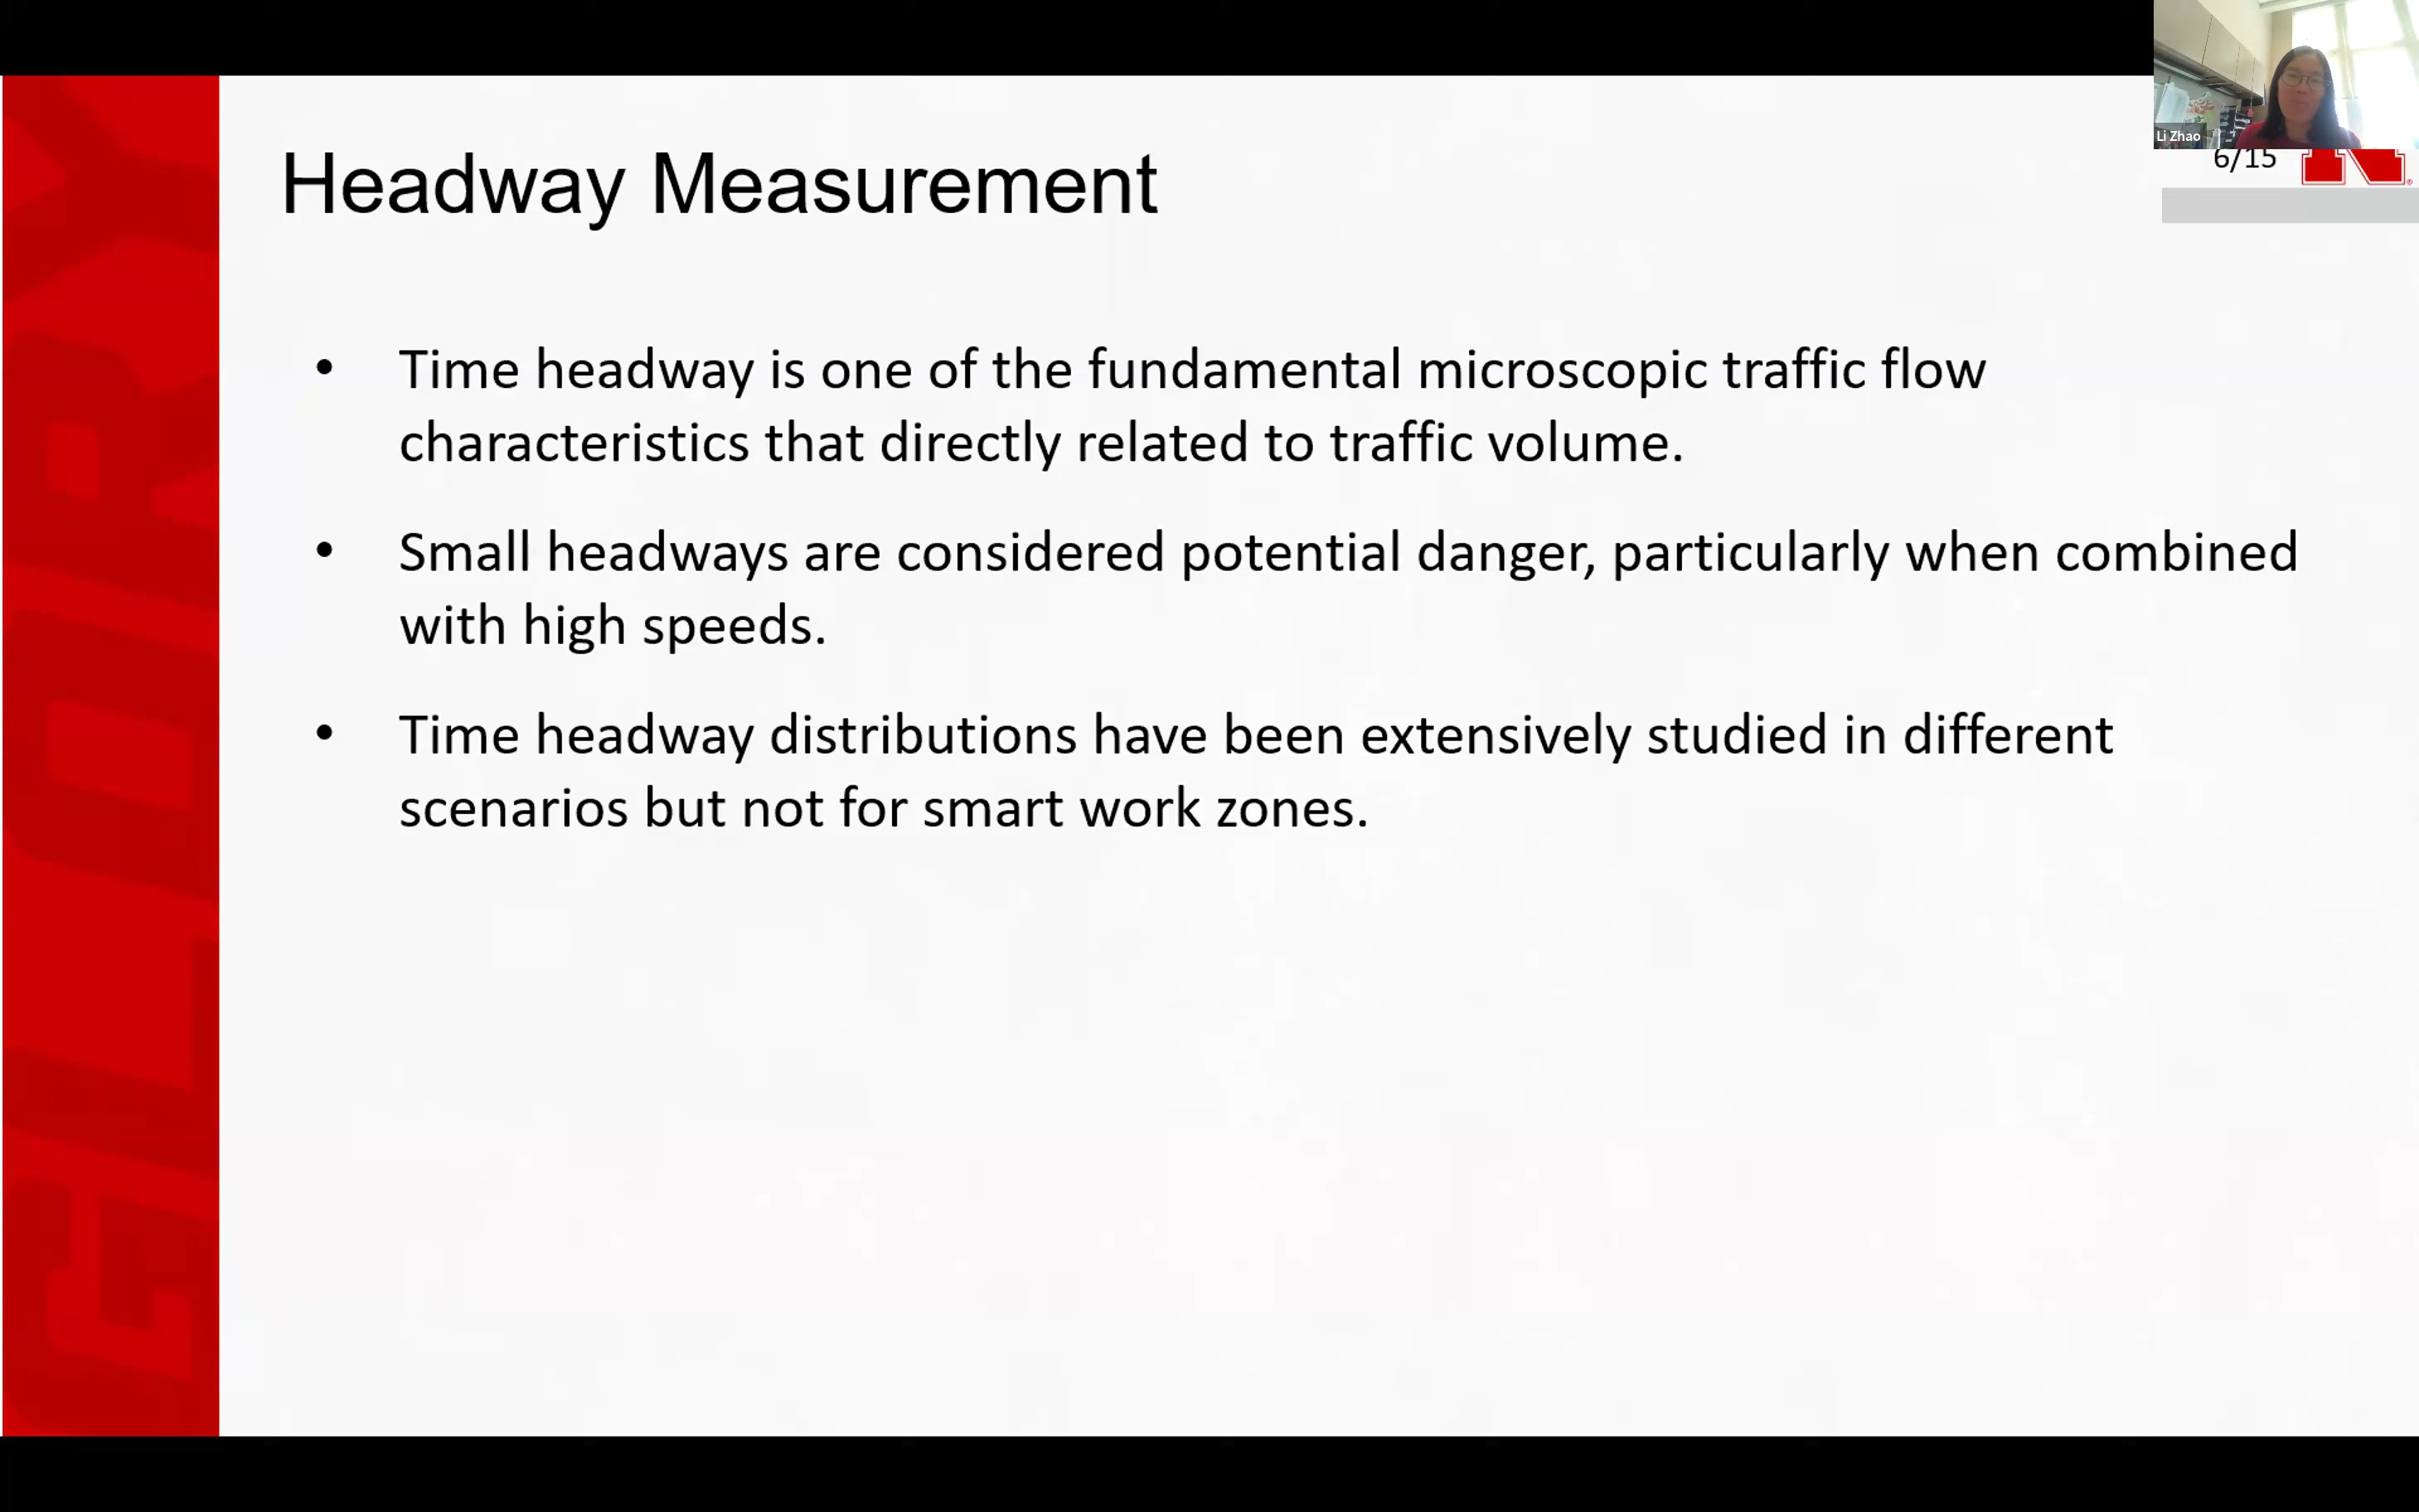 Li Zhao
6/15
N
Headway Measurement
• Time headway is one of the fundamental microscopic traffic flow
characteristics that directly related to traffic volume.
• Small headways are considered potential danger, particularly when combined
with high speeds.
• Time headway distributions have been extensively studied in different
scenarios but not for smart work zones.
GLORY